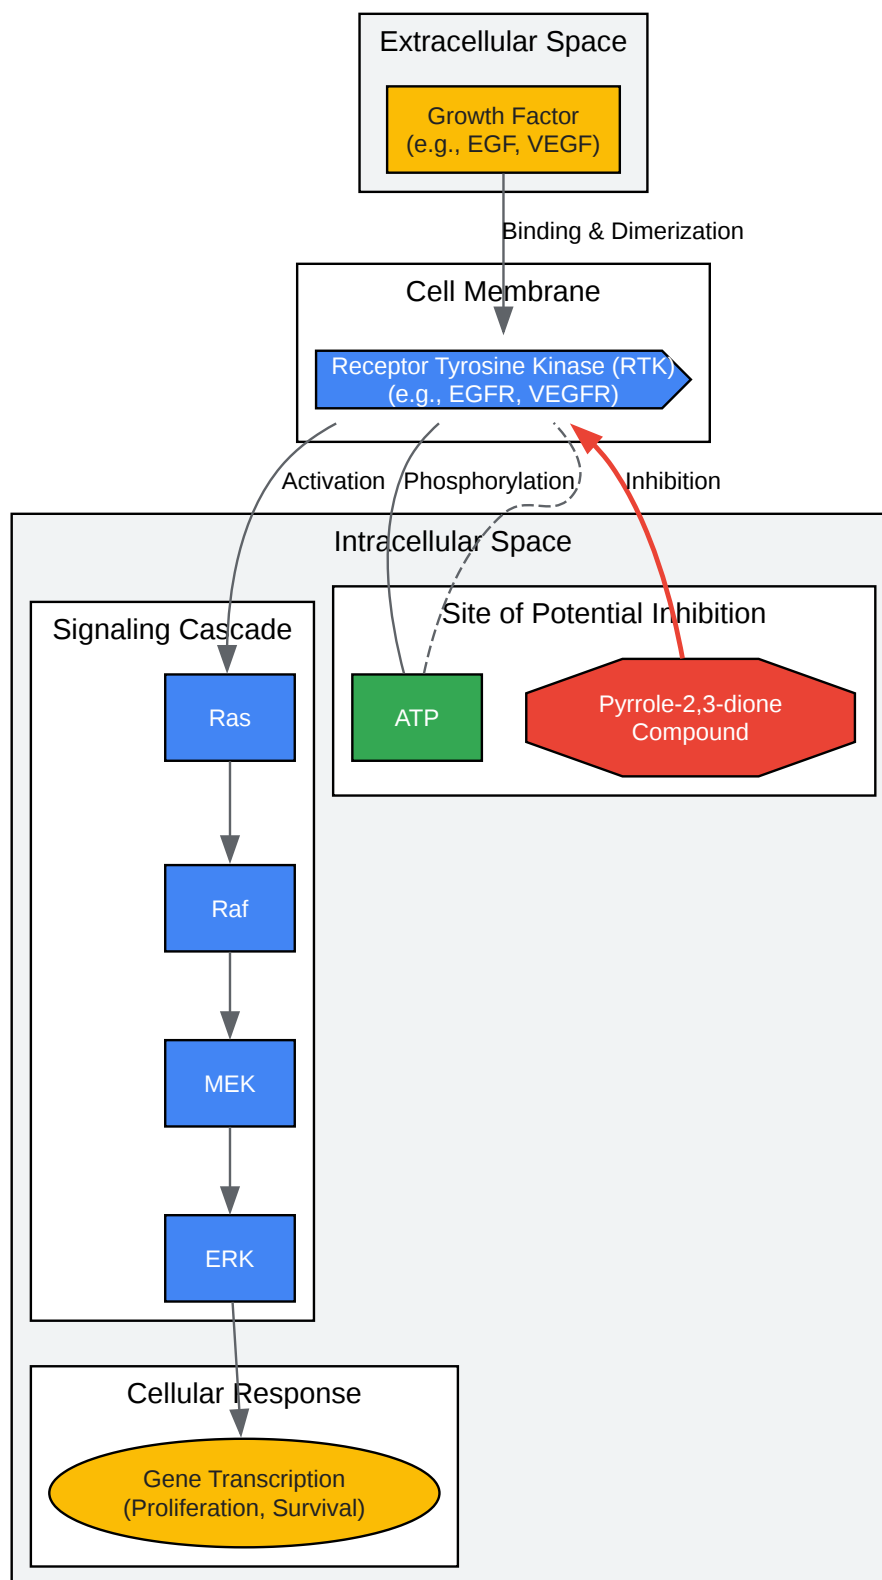 Extracellular Space
Growth Factor
(e.g., EGF, VEGF)
Binding & Dimerization
Cell Membrane
Receptor Tyrosine Kinase (RTK)
(e.g., EGFR, VEGFR)
Activation
Phosphorylation
Inhibition
Intracellular Space
Signaling Cascade
Site of Potential Inhibition
Ras
ATP
Pyrrole-2,3-dione
Compound
Raf
MEK
ERK
Cellular Response
Gene Transcription
(Proliferation, Survival)